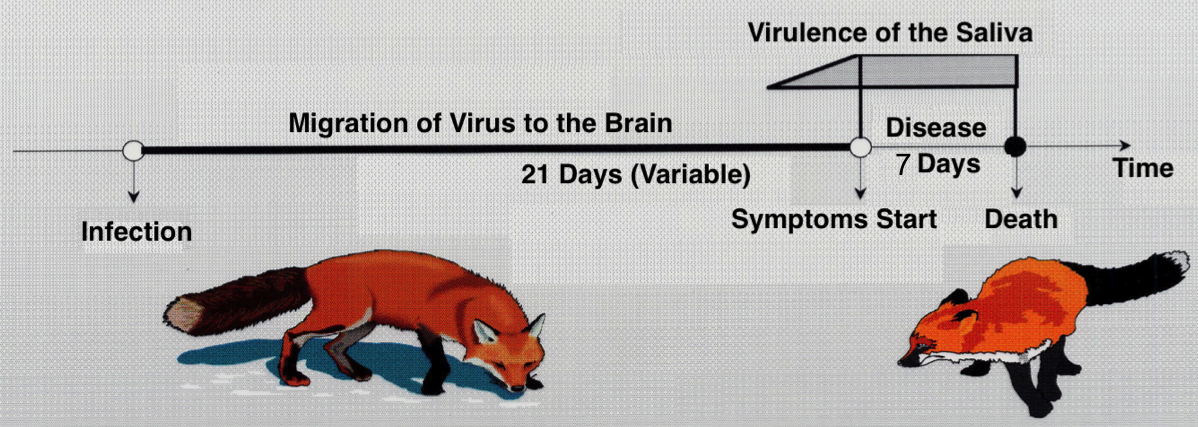 Virulence of the Saliva
Migration of Virus to the Brain
Disease
21 Days (Variable)
7 Days
Time
Infection
Symptoms Start
Death